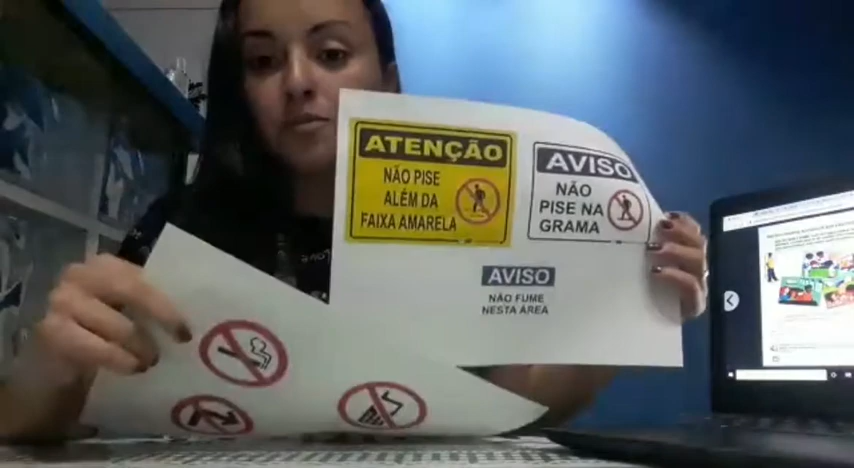 ATENÇÃO
NÃO PISE
ALÉM DA
FAIXA AMARELA
AVISO
NÃO
PISE NA
GRAMA
AVISO
NÃO FUME
NESTA ÁREA